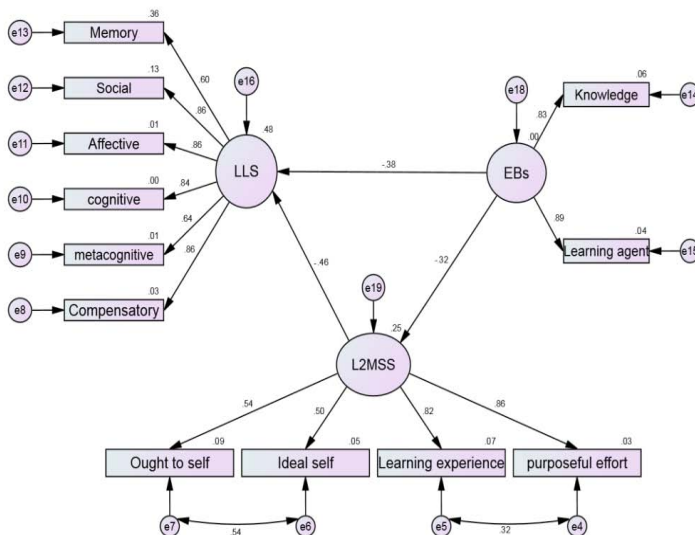 .36
e13
Memory
.13
.60
e16
e12
Social
.86
.48
e18
.06
Knowledge
e14
.01
.83
e11
Affective
.86
.00
.00
-.38
LLS
EBs
.84
e10
cognitive
.01
.64
.89
.04
e9
metacognitive
.86
Learning agent
e15
.03
-.46
-.32
e19
e8
Compensatory
.25
L2MSS
.54
.50
.82
.86
.09
.05
.07
.03
Ought to self
Ideal self
Learning experience
purposeful effort
e7
e6
e5
e4
.54
.32